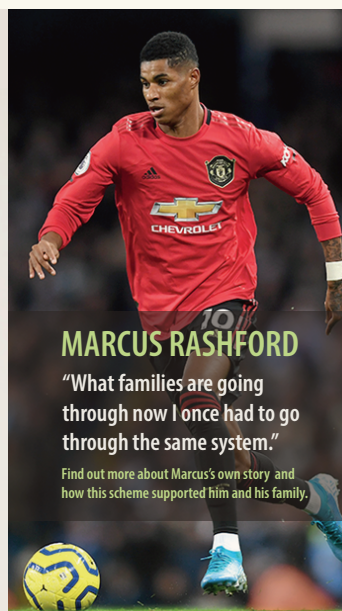 CHEVROLET
10
MARCUS RASHFORD
“What families are going
through now I once had to go
through the same system.”
Find out more about Marcus’s own story and
how this scheme supported him and his family.